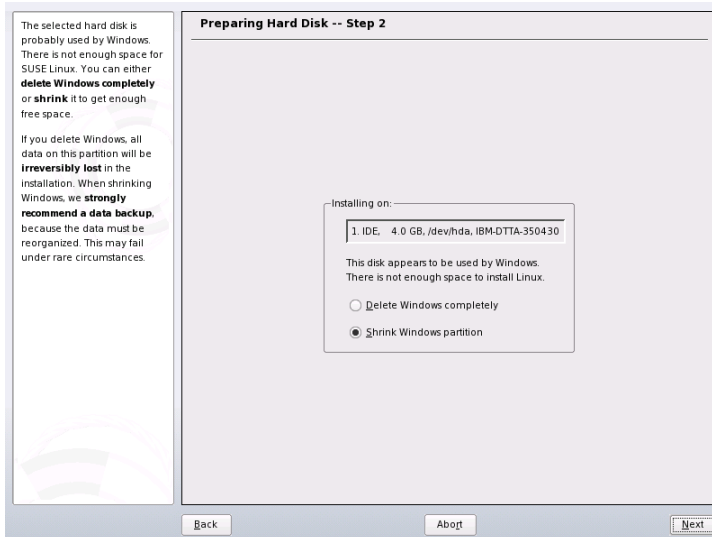 The selected hard disk is
probably used by Windows.
There is not enough space for
SUSE Linux. You can either
delete Windows completely
or shrink it to get enough
free space.
If you delete Windows, all
data on this partition will be
irreversibly lost in the
installation. When shrinking
Windows, we strongly
recommend a data backup,
because the data must be
reorganized. This may fail
under rare circumstances.
Preparing Hard Disk -- Step 2
Installing on:
1. IDE, 4.0 GB, /dev/hda, IBM-DTTA-350430
This disk appears to be used by Windows.
There is not enough space to install Linux.
Delete Windows completely
Shrink Windows partition
Back
Abort
Next